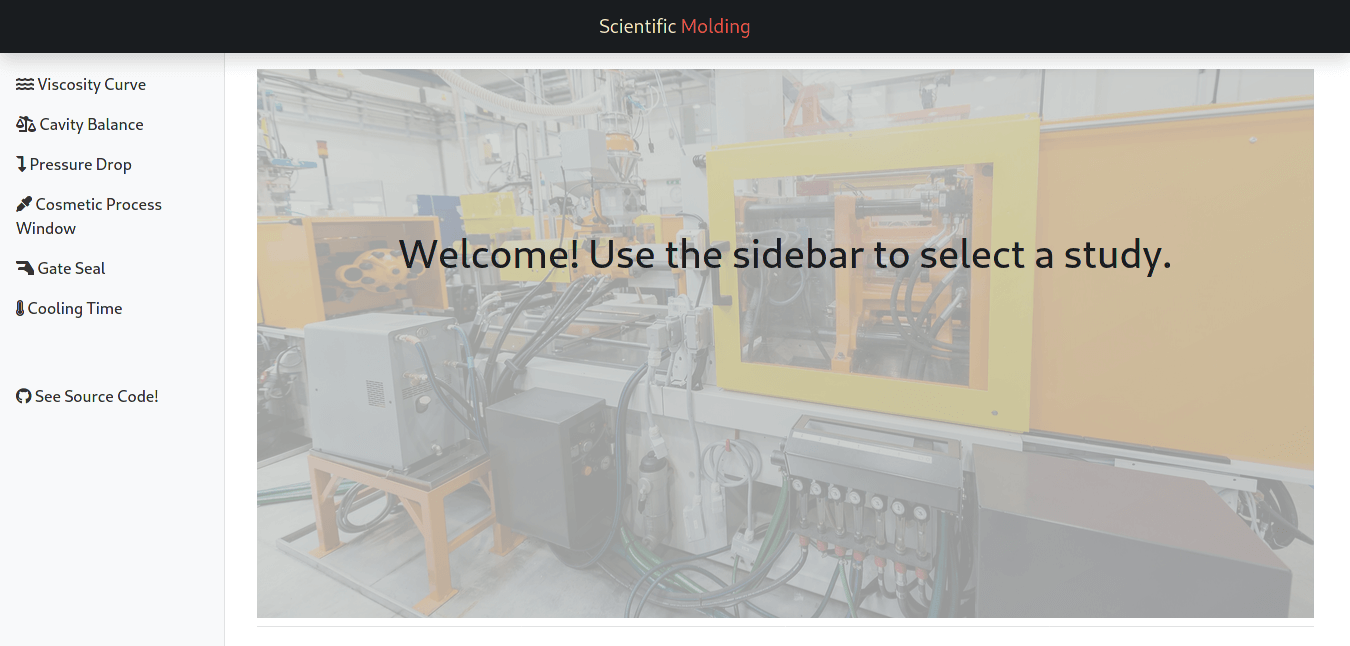 Scientific Molding
Viscosity Curve
Cavity Balance
Pressure Drop
Cosmetic Process
Window
Gate Seal
Cooling Time
See Source Code!
Welcome! Use the sidebar to select a study.